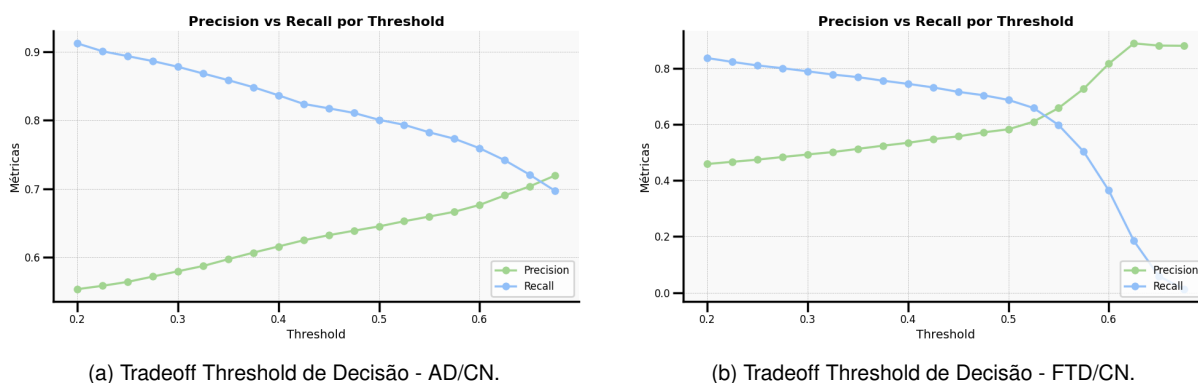 Precision vs Recall por Threshold
0.9
0.8
0.7
0.6
Métricas
0.2
0.3
0.4
0.5
0.6
Threshold
Precision
Recall
(a) Tradeoff Threshold de Decisão - AD/CN.
Precision vs Recall por Threshold
0.8
0.6
0.4
0.2
0.0
Métricas
0.2
0.3
0.4
0.5
0.6
Threshold
Precision
Recall
(b) Tradeoff Threshold de Decisão - FTD/CN.